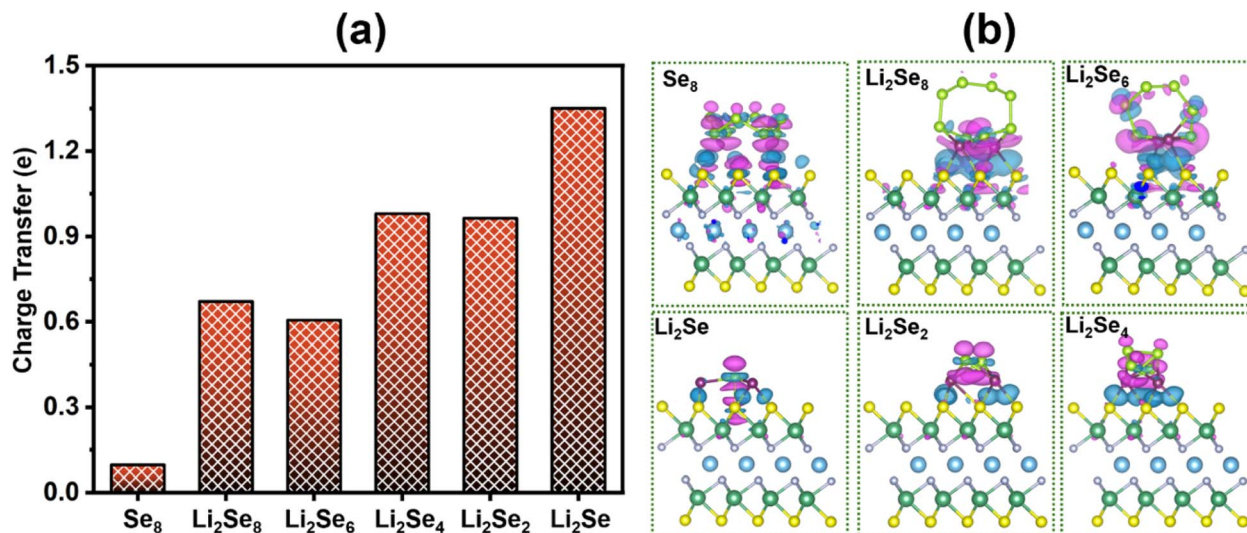 (a)
Charge Transfer (e)
1.5
1.2
0.9
0.6
0.3
0.0
Se₈
Li₂Se₈
Li₂Se₆
Li₂Se₄
Li₂Se₂
Li₂Se
(b)
Se₈
Li₂Se₈
Li₂Se₆
Li₂Se
Li₂Se₂
Li₂Se₄